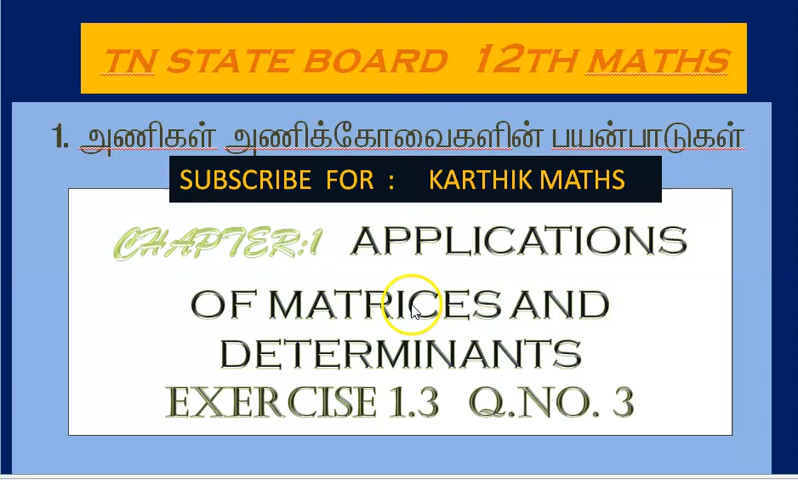 TN STATE BOARD 12TH MATHS
1. அணிகள் அணிக்கோவைகளின் பயன்பாடுகள்
SUBSCRIBE FOR : KARTHIK MATHS
CHAPTER:1 APPLICATIONS
OF MATRICES AND
DETERMINANTS
EXERCISE 1.3 Q.NO. 3